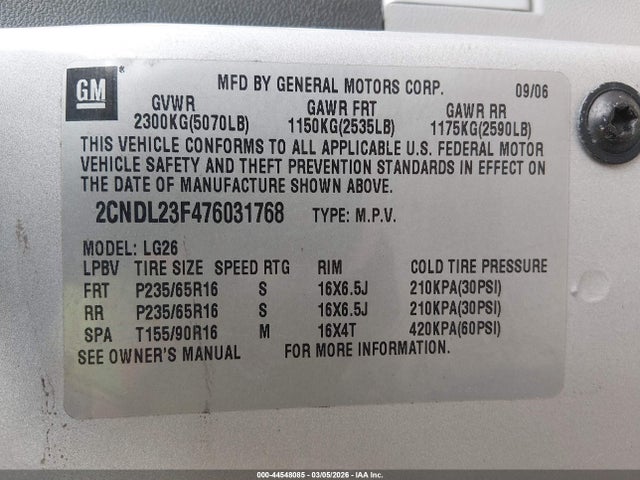 GM
MFD BY GENERAL MOTORS CORP. 09/06
GVWR GAWR FRT GAWR RR
2300KG(5070LB) 1150KG(2535LB) 1175KG(2590LB)
THIS VEHICLE CONFORMS TO ALL APPLICABLE U.S. FEDERAL MOTOR
VEHICLE SAFETY AND THEFT PREVENTION STANDARDS IN EFFECT ON
THE DATE OF MANUFACTURE SHOWN ABOVE.
2CNDL23F476031768 TYPE: M.P.V.
MODEL: LG26
LPBV TIRE SIZE SPEED RTG RIM COLD TIRE PRESSURE
FRT P235/65R16 S 16X6.5J 210KPA(30PSI)
RR P235/65R16 S 16X6.5J 210KPA(30PSI)
SPA T155/90R16 M 16X4T 420KPA(60PSI)
SEE OWNER'S MANUAL FOR MORE INFORMATION.
000-44548085 - 03/05/2026 - IAA Inc.